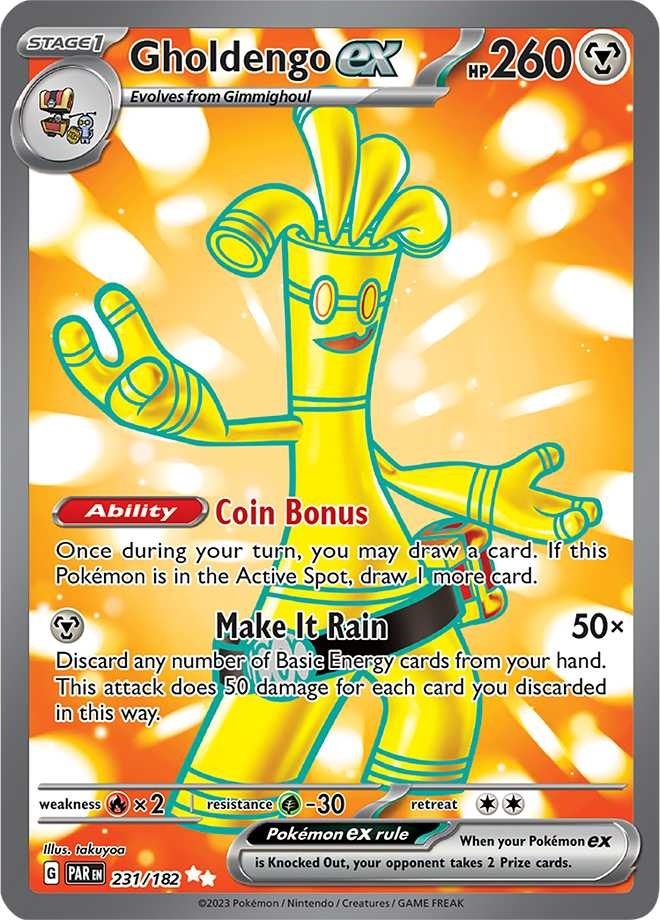 STAGE1
Gholdengo ex
HP 260
Evolves from Gimmighoul
Ability Coin Bonus
Once during your turn, you may draw a card. If this
Pokémon is in the Active Spot, draw 1 more card.
Make It Rain 50×
Discard any number of Basic Energy cards from your hand.
This attack does 50 damage for each card you discarded
in this way.
weakness ×2 resistance -30 retreat
Illus. takuyoa
Pokémon ex rule When your Pokémon ex
is Knocked Out, your opponent takes 2 Prize cards.
G PAR EN 231/182
©2023 Pokémon / Nintendo / Creatures / GAME FREAK